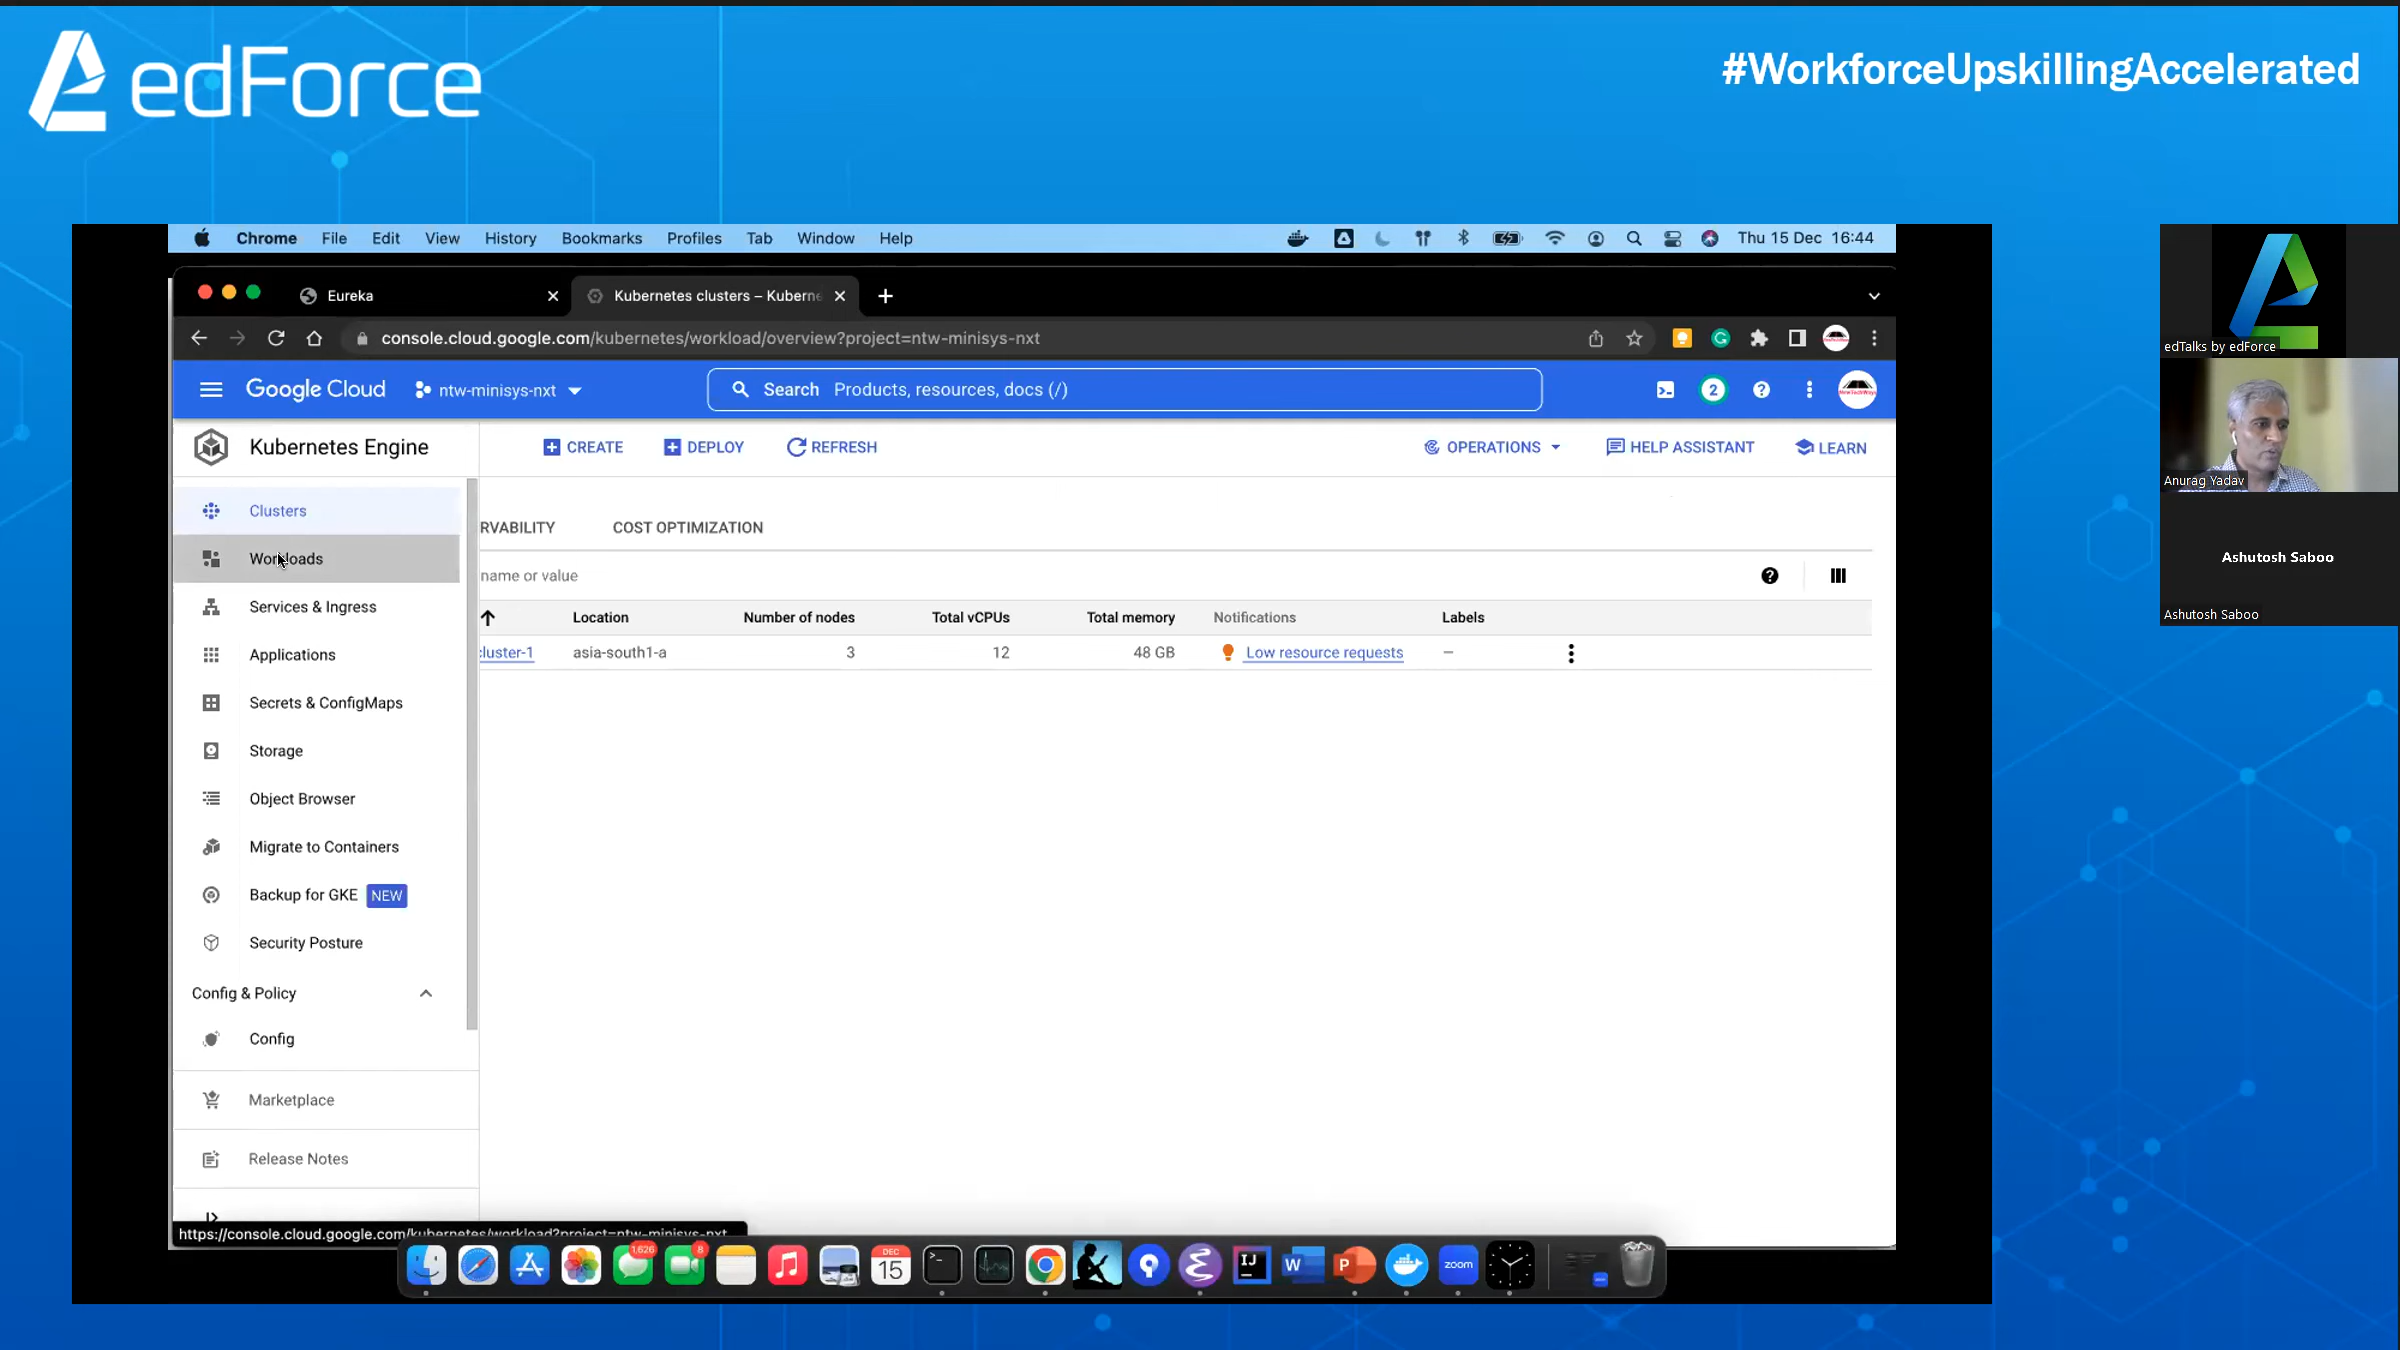 edForce
#WorkforceUpskillingAccelerated
Chrome File Edit View History Bookmarks Profiles Tab Window Help
Thu 15 Dec 16:44
Eureka
Kubernetes clusters – Kuberne
console.cloud.google.com/kubernetes/workload/overview?project=ntw-minisys-nxt
Google Cloud
ntw-minisys-nxt
Search Products, resources, docs (/)
2
Kubernetes Engine
CREATE
DEPLOY
REFRESH
OPERATIONS
HELP ASSISTANT
LEARN
Clusters
Workloads
Services & Ingress
Applications
Secrets & ConfigMaps
Storage
Object Browser
Migrate to Containers
Backup for GKE NEW
Security Posture
Config & Policy
Config
Marketplace
Release Notes
RVABILITY
COST OPTIMIZATION
name or value
Location Number of nodes Total vCPUs Total memory Notifications Labels
cluster-1 asia-south1-a 3 12 48 GB Low resource requests –
https://console.cloud.google.com/kubernetes/workload?project=ntw-minisys-nxt
1,626
8
DEC
15
IJ
W
P
zoom
edTalks by edForce
Anurag Yadav
Ashutosh Saboo
Ashutosh Saboo